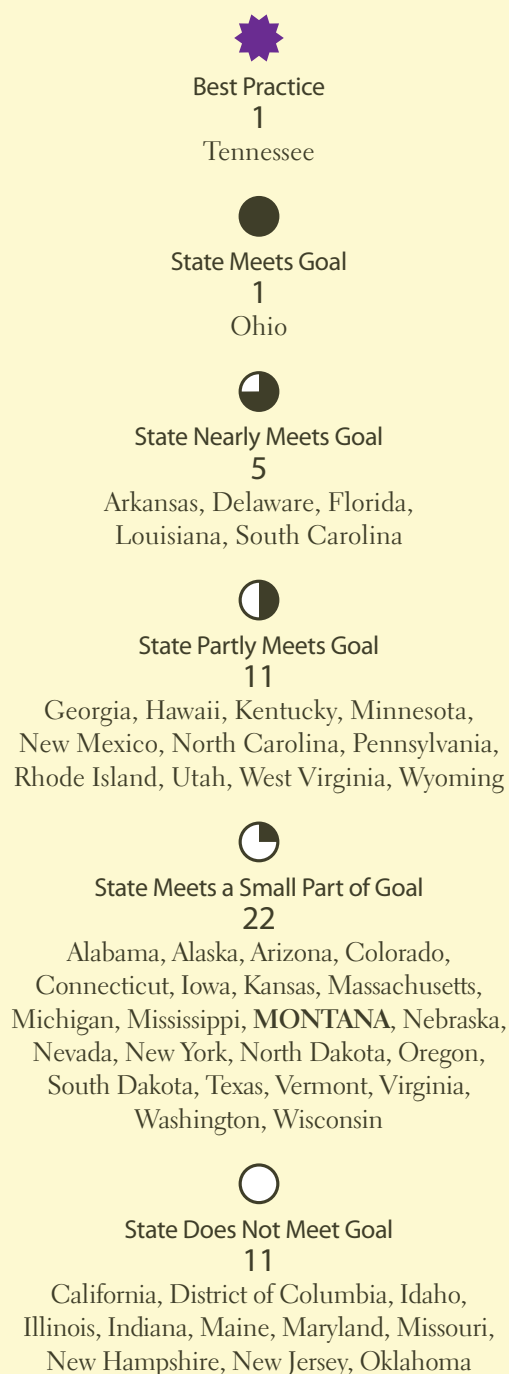 Best Practice
1
Tennessee
State Meets Goal
1
Ohio
State Nearly Meets Goal
5
Arkansas, Delaware, Florida,
Louisiana, South Carolina
State Partly Meets Goal
11
Georgia, Hawaii, Kentucky, Minnesota,
New Mexico, North Carolina, Pennsylvania,
Rhode Island, Utah, West Virginia, Wyoming
State Meets a Small Part of Goal
22
Alabama, Alaska, Arizona, Colorado,
Connecticut, Iowa, Kansas, Massachusetts,
Michigan, Mississippi, MONTANA, Nebraska,
Nevada, New York, North Dakota, Oregon,
South Dakota, Texas, Vermont, Virginia,
Washington, Wisconsin
State Does Not Meet Goal
11
California, District of Columbia, Idaho,
Illinois, Indiana, Maine, Maryland, Missouri,
New Hampshire, New Jersey, Oklahoma